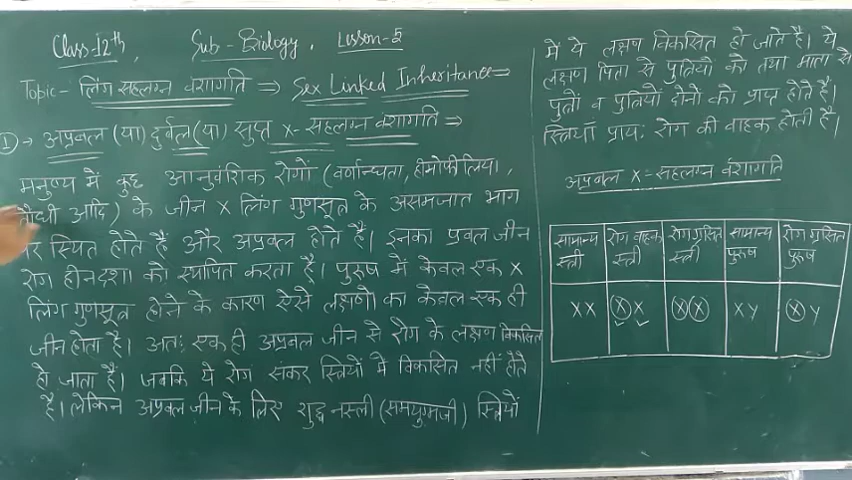 Class-12th, Sub-Biology. Lesson-5
Topic- लिंग सहलग्न वंशागति ⇒ Sex Linked Inheritance ⇒
① → अप्रबल (या) दुर्बल (या) सुप्त X-सहलग्न वंशागति ⇒
मनुष्य में कुछ आनुवंशिक रोगों (वर्णान्धता, हीमोफीलिया,
आदि) के जीन X लिंग गुणसूत्र के असमजात भाग
पर स्थित होते हैं और अप्रबल होते हैं। इनका प्रबल जीन
रोग हीनदशा को स्थापित करता है। पुरुष में केवल एक X
लिंग गुणसूत्र होने के कारण ऐसे लक्षणों का केवल एक ही
जीन होता है। अतः एक ही अप्रबल जीन से रोग के लक्षण विकसित
हो जाता है। जबकि ये रोग संकर स्त्रियों में विकसित नहीं होते
है। लेकिन अप्रबल जीन के लिए शुद्ध नस्ली (समयुग्मजी) स्त्रियों
में ये लक्षण विकसित हो जाते है। ये
लक्षण पिता से पुत्रियों को तथा माता से
पुत्रों व पुत्रियों दोनों को प्राप्त होते है।
स्त्रियाँ प्रायः रोग की वाहक होती है।
अप्रबल X-सहलग्न वंशागति
सामान्य स्त्री रोग वाहक स्त्री रोग ग्रसित स्त्री सामान्य पुरुष रोग ग्रसित पुरुष
XX ⓍX ⓍⓍ XY ⓍY